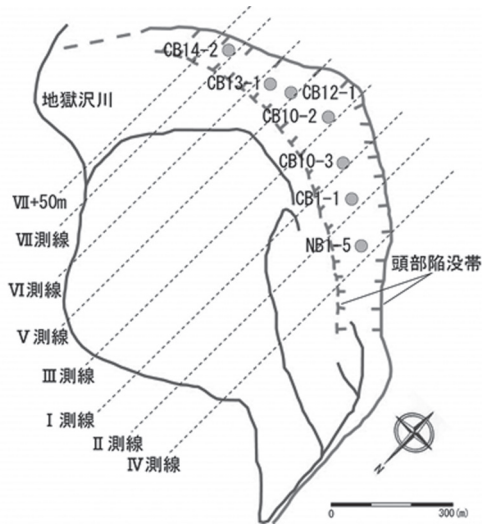 CB14-2
CB13-1
CB12-1
地獄沢川
CB10-2
CB10-3
CB1-1
Ⅶ+50m
Ⅶ測線
NB1-5
頭部陥没帯
Ⅵ測線
Ⅴ測線
Ⅲ測線
Ⅰ測線
Ⅱ測線
Ⅳ測線
N
0
300(m)